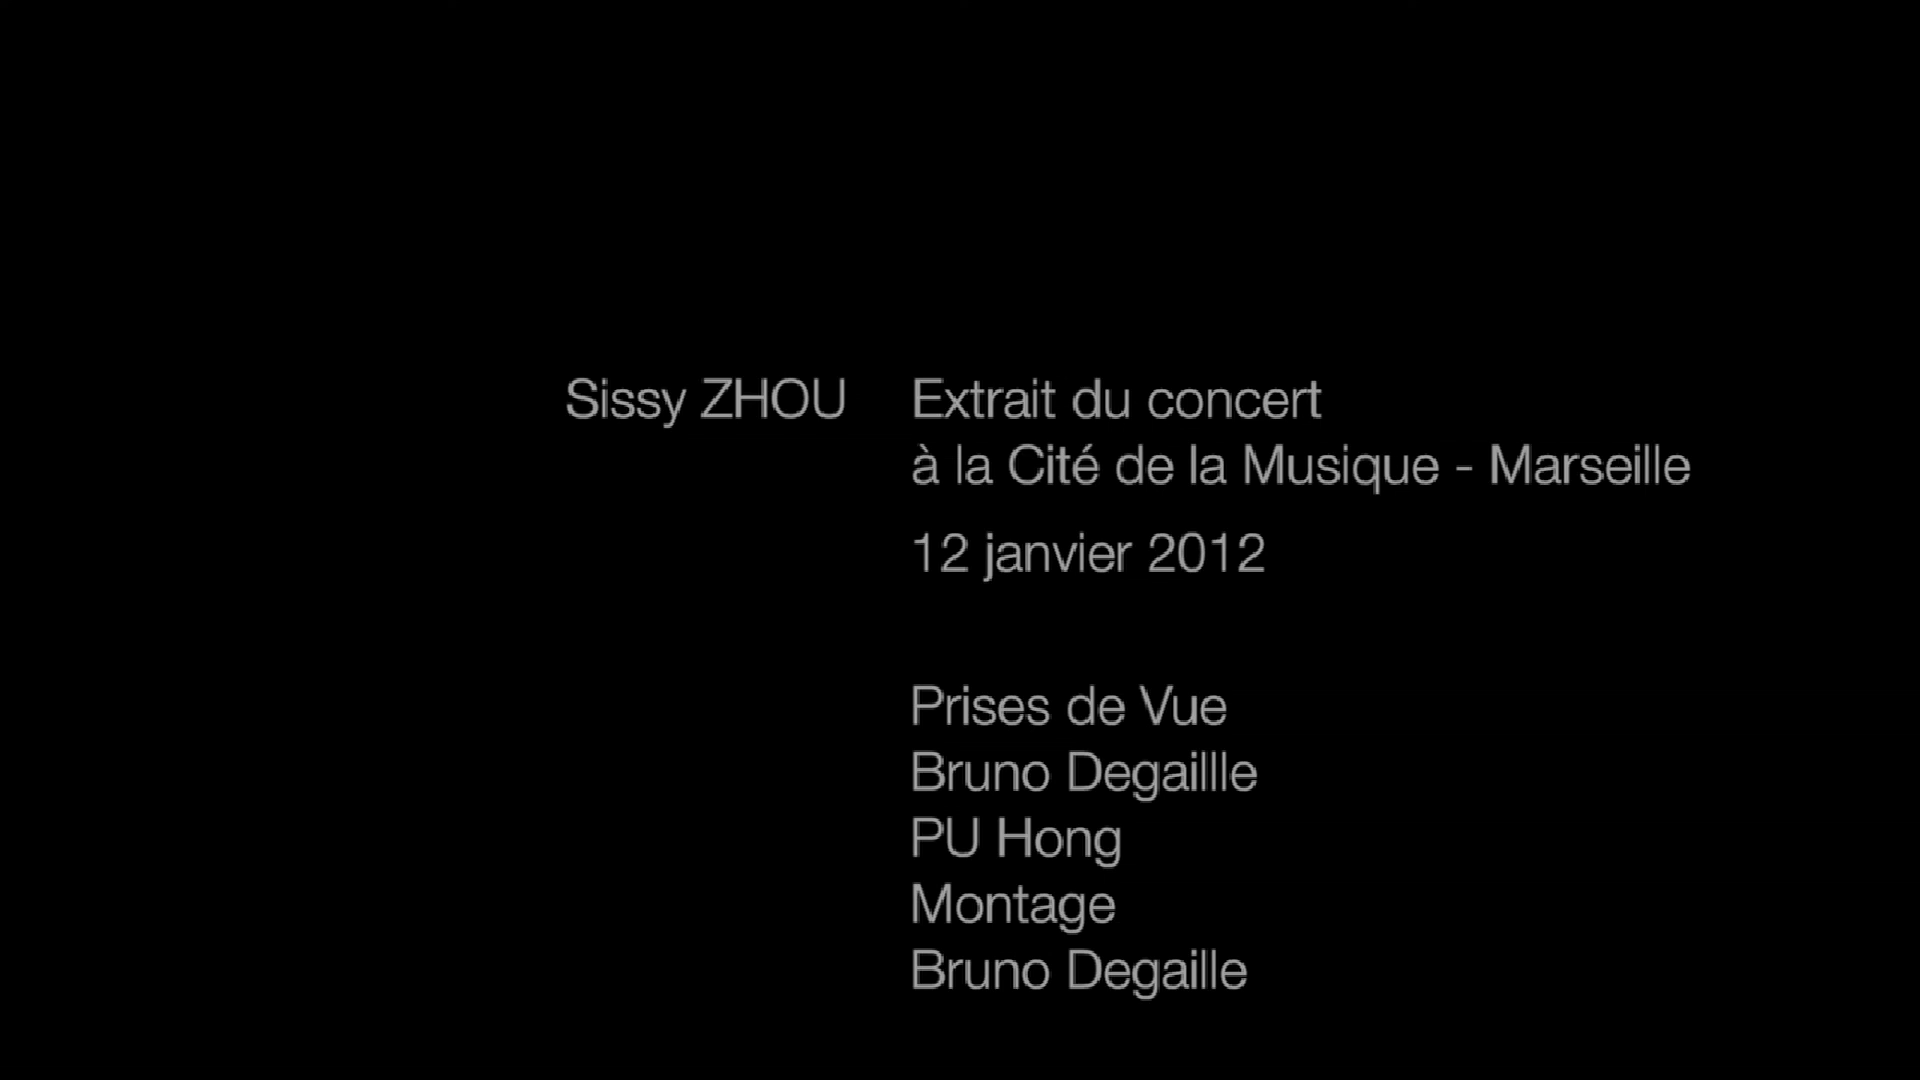 Sissy ZHOU Extrait du concert
à la Cité de la Musique - Marseille
12 janvier 2012
Prises de Vue
Bruno Degaillle
PU Hong
Montage
Bruno Degaille